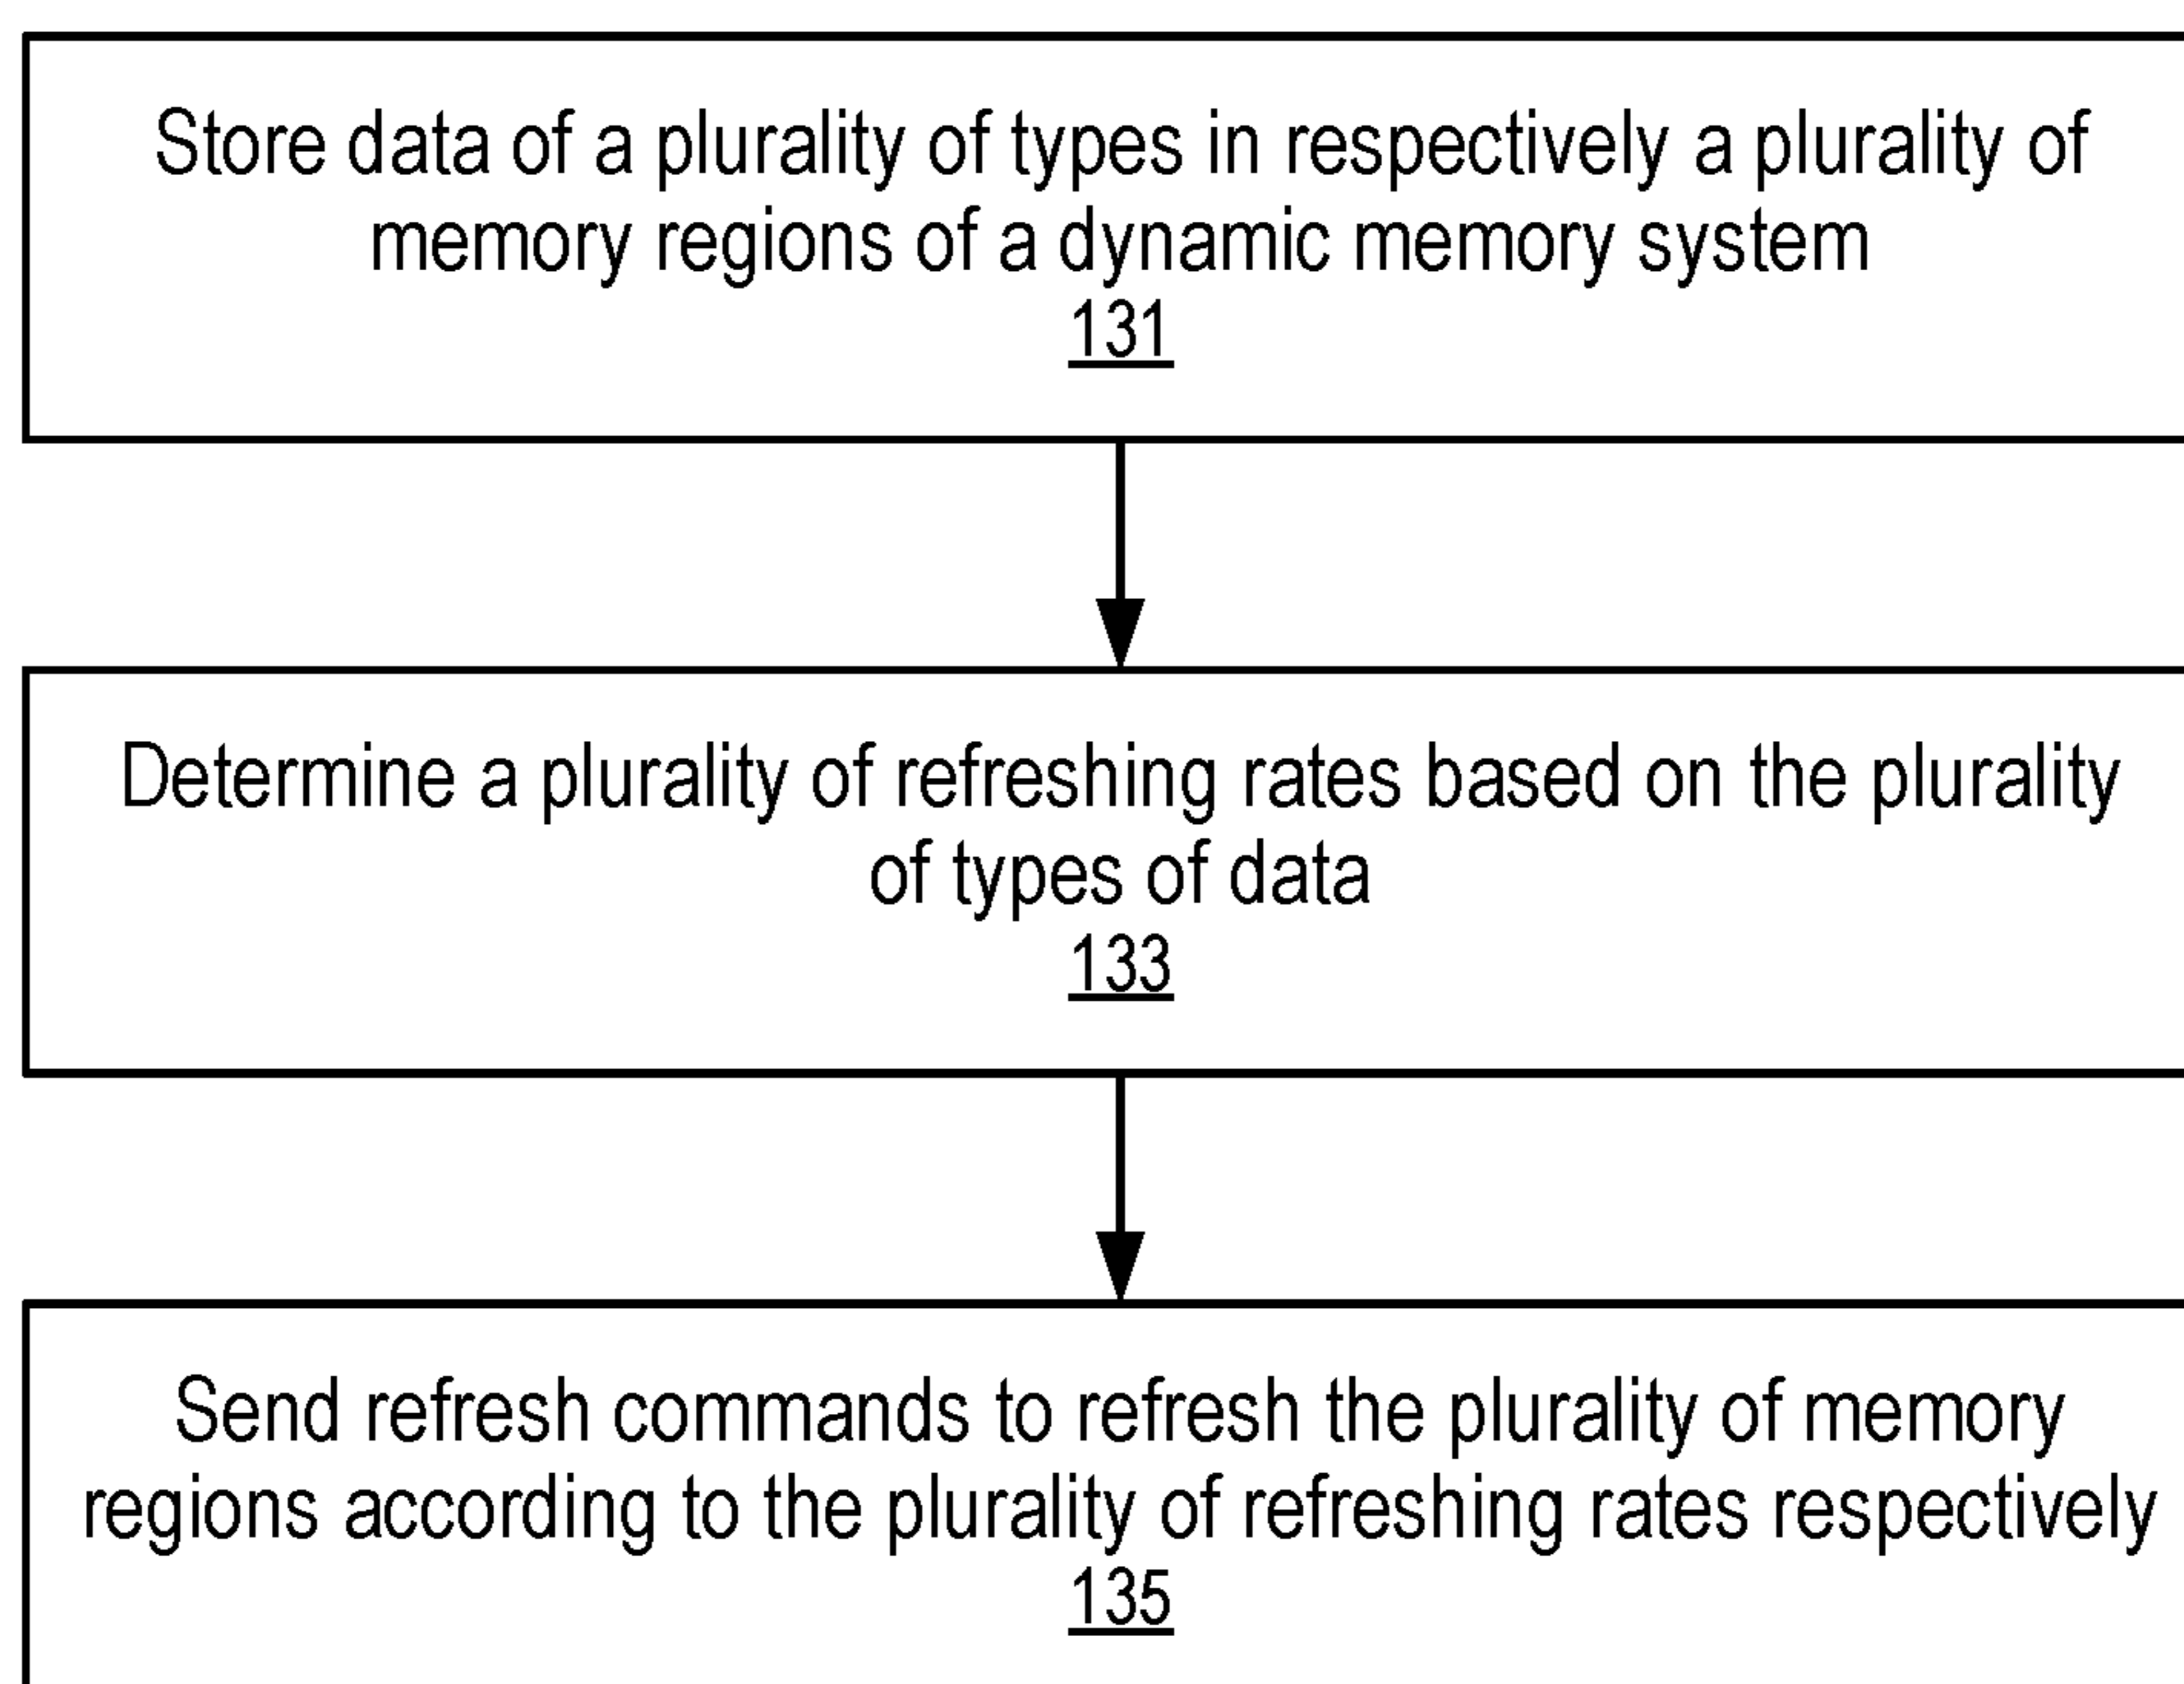 Store data of a plurality of types in respectively a plurality of
memory regions of a dynamic memory system
131
Determine a plurality of refreshing rates based on the plurality
of types of data
133
Send refresh commands to refresh the plurality of memory
regions according to the plurality of refreshing rates respectively
135